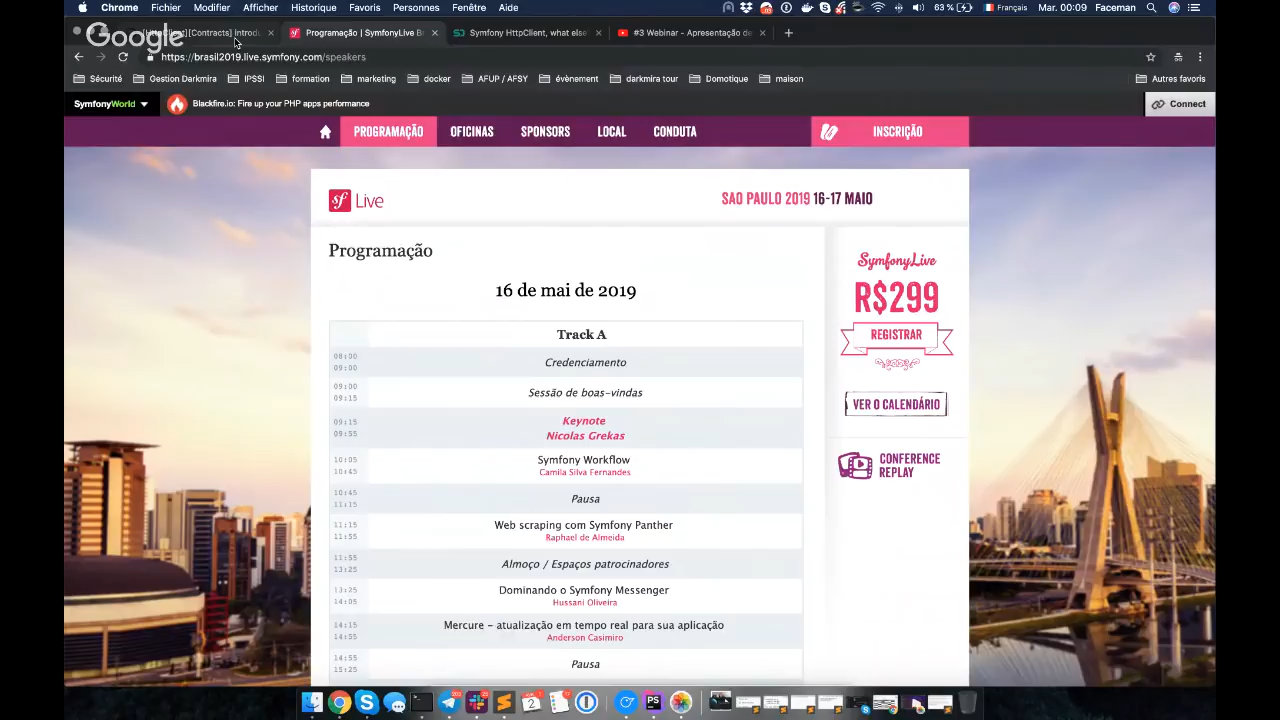 Chrome Fichier Modifier Afficher Historique Favoris Personnes Fenêtre Aide 63 % Français Mar. 00:09 Faceman
Google
[Contracts] Introdu
Programação | SymfonyLive B
Symfony HttpClient, what else
#3 Webinar - Apresentação de
https://brasil2019.live.symfony.com/speakers
Sécurité Gestion Darkmira IPSSI formation marketing docker AFUP / AFSY évènement darkmira tour Domotique maison Autres favoris
SymfonyWorld Blackfire.io: Fire up your PHP apps performance Connect
PROGRAMAÇÃO OFICINAS SPONSORS LOCAL CONDUTA INSCRIÇÃO
sf Live
SAO PAULO 2019 16-17 MAIO
Programação
16 de mai de 2019
Track A
08:00
09:00
Credenciamento
09:00
09:15
Sessão de boas-vindas
09:15
09:55
Keynote
Nicolas Grekas
10:05
10:45
Symfony Workflow
Camila Silva Fernandes
10:45
11:15
Pausa
11:15
11:55
Web scraping com Symfony Panther
Raphael de Almeida
11:55
13:25
Almoço / Espaços patrocinadores
13:25
14:05
Dominando o Symfony Messenger
Hussani Oliveira
14:15
14:55
Mercure - atualização em tempo real para sua aplicação
Anderson Casimiro
14:55
15:25
Pausa
SymfonyLive
R$299
REGISTRAR
VER O CALENDÁRIO
CONFERENCE
REPLAY